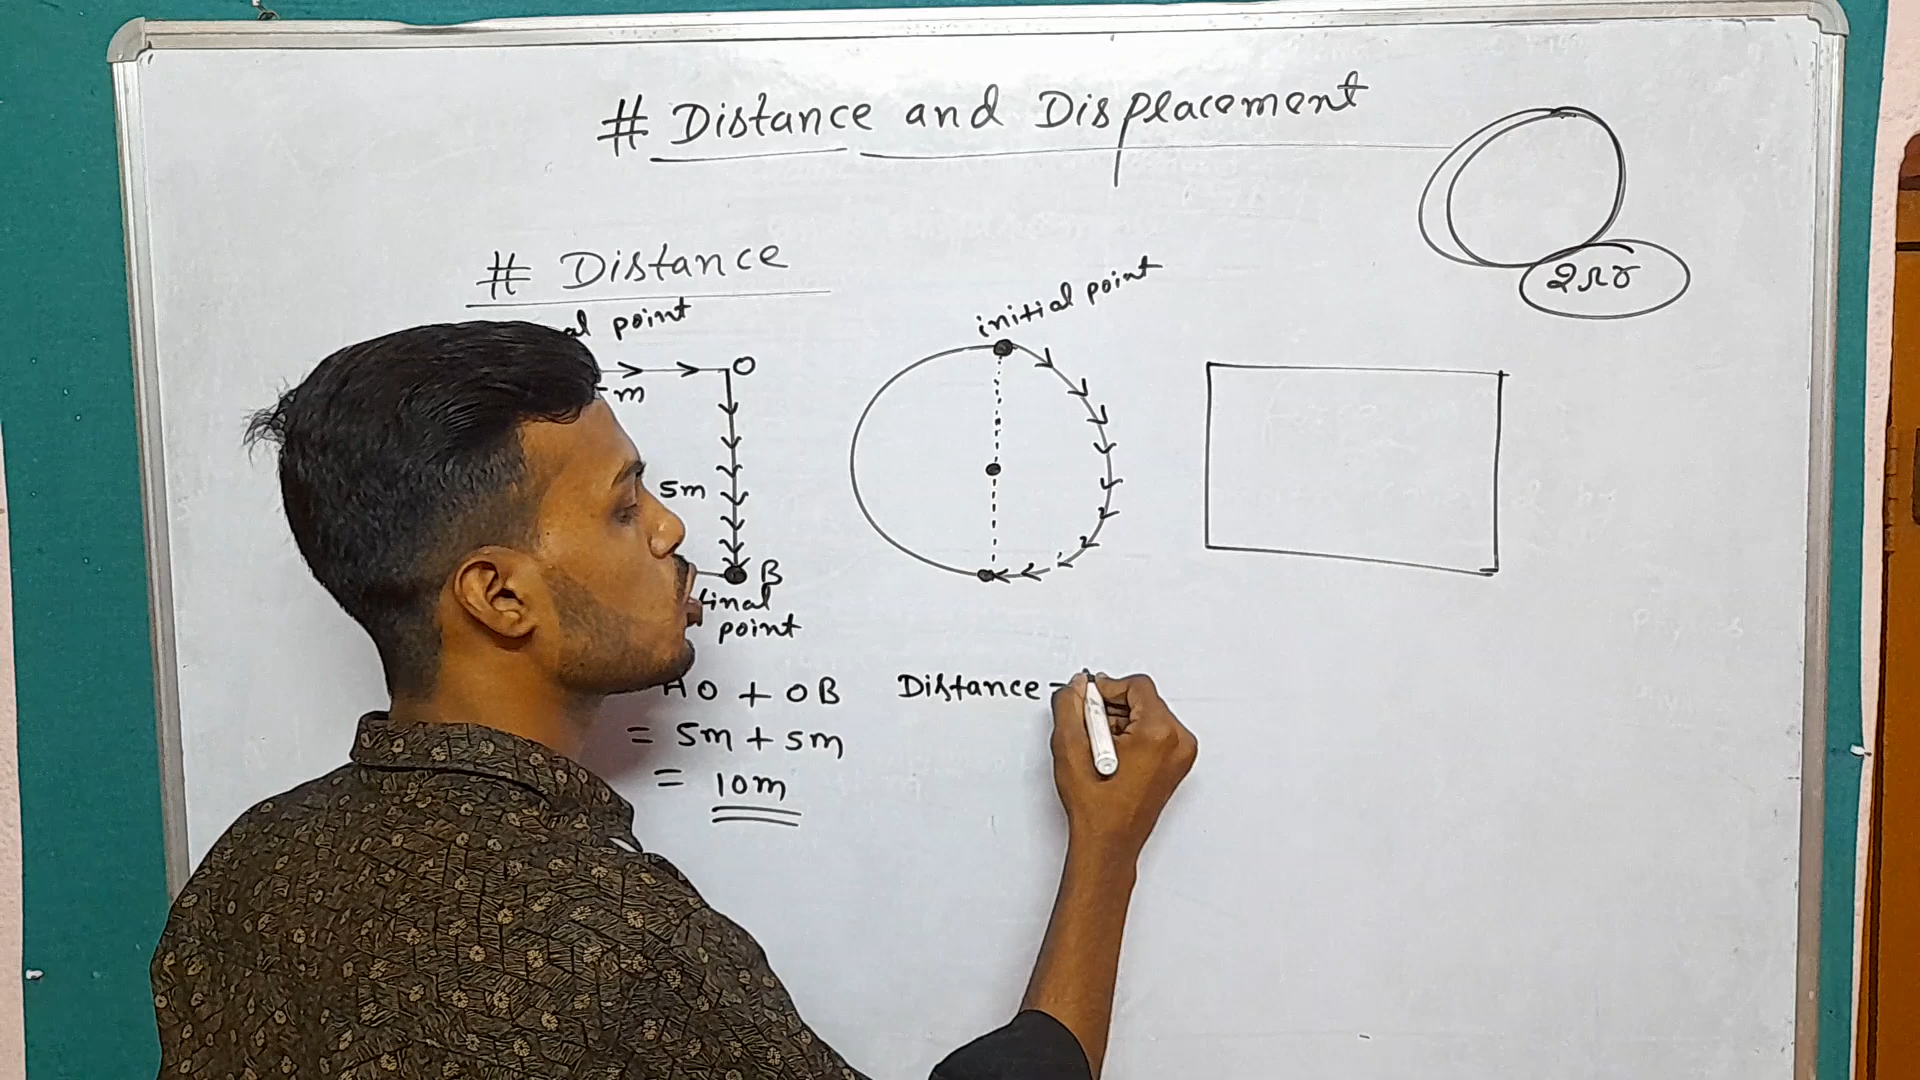 # Distance and Displacement
2πr
# Distance
al point
initial point
O
m
5m
B
final
point
AO + OB
= 5m + 5m
= 10m
Distance =